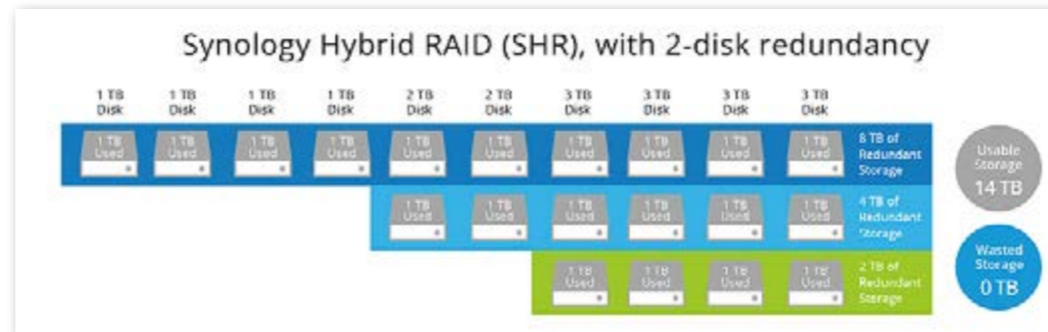 Synology Hybrid RAID (SHR), with 2-disk redundancy
1 TB 1 TB 1 TB 1 TB 2 TB 2 TB 3 TB 3 TB 3 TB 3 TB
Disk Disk Disk Disk Disk Disk Disk Disk Disk Disk
1 TB 1 TB 1 TB 1 TB 1 TB 1 TB 1 TB 1 TB 1 TB 1 TB
Used Used Used Used Used Used Used Used Used Used
8 TB of
Redundant
Storage
1 TB 1 TB 1 TB 1 TB 1 TB 1 TB
Used Used Used Used Used Used
4 TB of
Redundant
Storage
1 TB 1 TB 1 TB 1 TB
Used Used Used Used
2 TB of
Redundant
Storage
Usable
Storage
14 TB
Wasted
Storage
0 TB